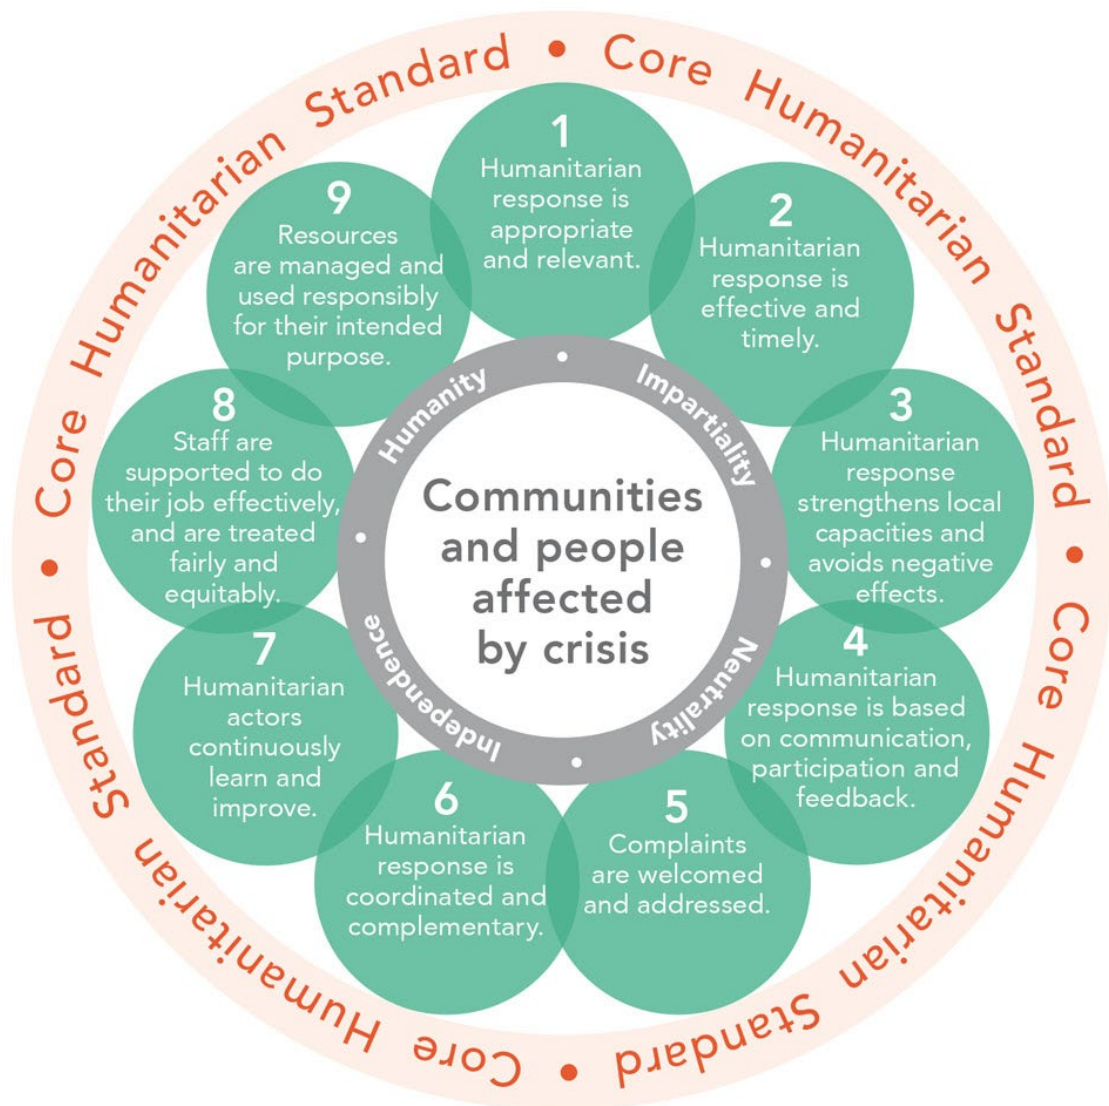 Core Humanitarian Standard • Core Humanitarian Standard • Core Humanitarian Standard • Core Humanitarian Standard •
1
Humanitarian
response is
appropriate
and relevant.
2
Humanitarian
response is
effective and
timely.
3
Humanitarian
response
strengthens local
capacities and
avoids negative
effects.
4
Humanitarian
response is based
on communication,
participation and
feedback.
5
Complaints
are welcomed
and addressed.
6
Humanitarian
response is
coordinated and
complementary.
7
Humanitarian
actors
continuously
learn and
improve.
8
Staff are
supported to do
their job effectively,
and are treated
fairly and
equitably.
9
Resources
are managed and
used responsibly
for their intended
purpose.
Humanity • Impartiality • Neutrality • Independence •
Communities
and people
affected
by crisis